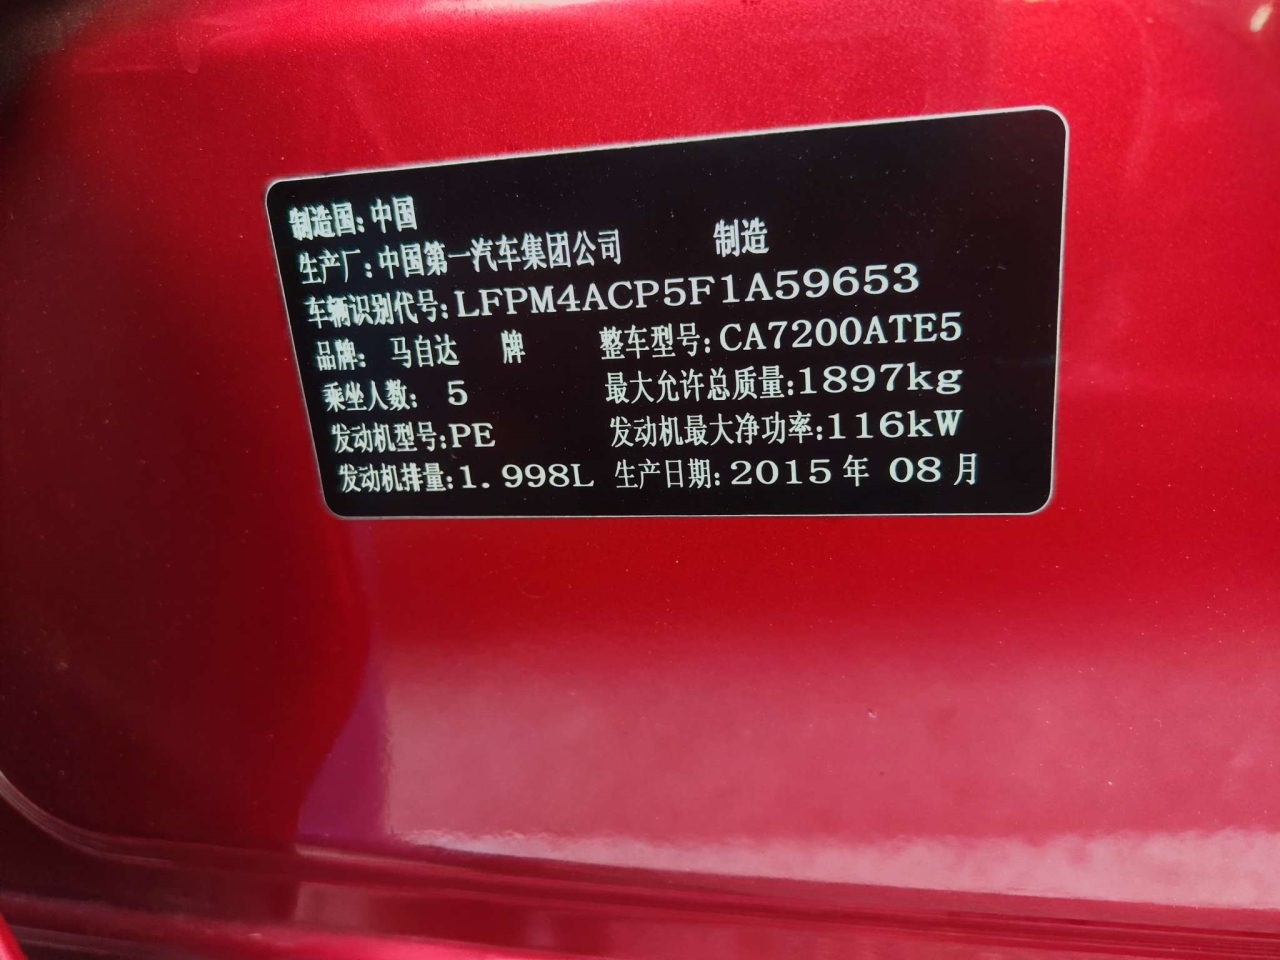 制造国: 中国
生产厂: 中国第一汽车集团公司 制造
车辆识别代号: LFPM4ACP5F1A59653
品牌: 马自达 牌 整车型号: CA7200ATE5
乘坐人数: 5 最大允许总质量: 1897kg
发动机型号: PE 发动机最大净功率: 116kW
发动机排量: 1.998L 生产日期: 2015年 08月